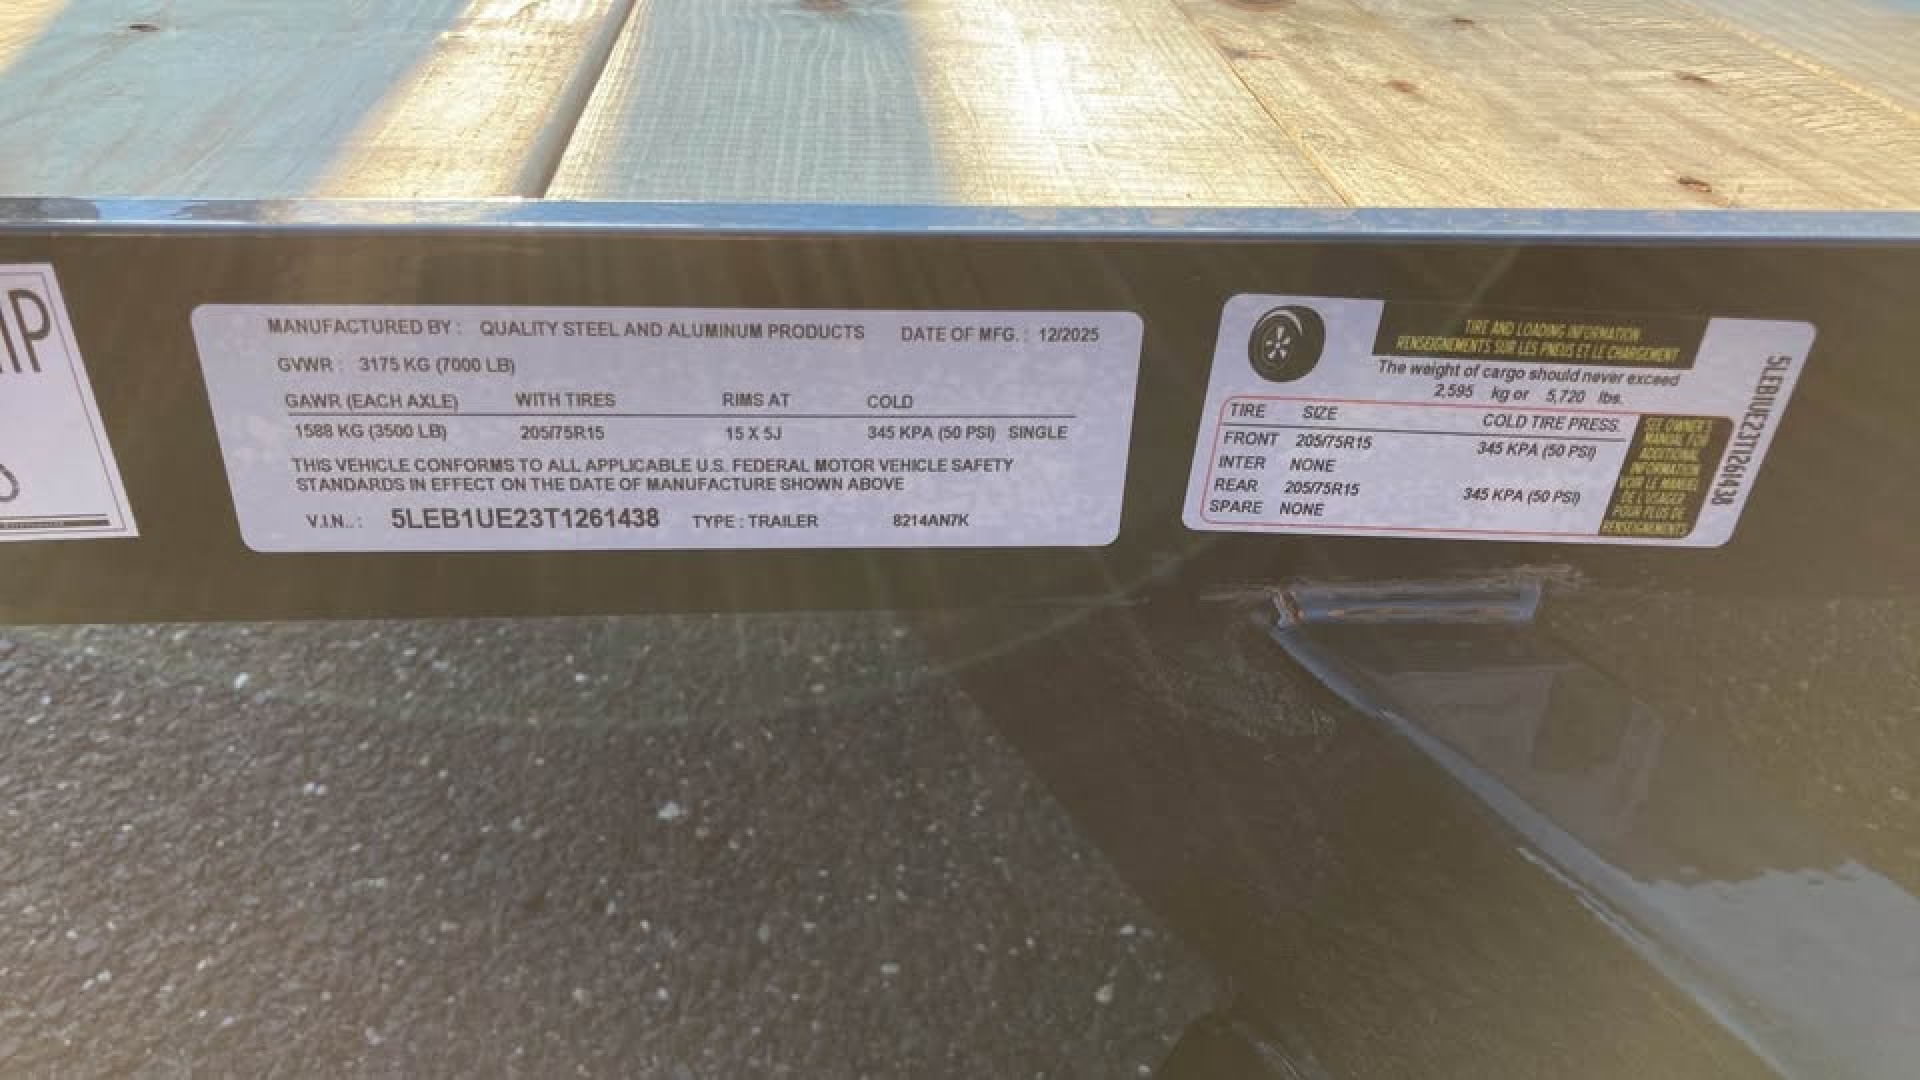 IP
MANUFACTURED BY : QUALITY STEEL AND ALUMINUM PRODUCTS DATE OF MFG. : 12/2025
GVWR : 3175 KG (7000 LB)
GAWR (EACH AXLE) WITH TIRES RIMS AT COLD
1588 KG (3500 LB) 205/75R15 15 X 5J 345 KPA (50 PSI) SINGLE
THIS VEHICLE CONFORMS TO ALL APPLICABLE U.S. FEDERAL MOTOR VEHICLE SAFETY
STANDARDS IN EFFECT ON THE DATE OF MANUFACTURE SHOWN ABOVE
V.I.N.. : 5LEB1UE23T1261438 TYPE : TRAILER 8214AN7K
TIRE AND LOADING INFORMATION
RENSEIGNEMENTS SUR LES PNEUS ET LE CHARGEMENT
The weight of cargo should never exceed
2,595 kg or 5,720 lbs.
TIRE SIZE COLD TIRE PRESS.
FRONT 205/75R15 345 KPA (50 PSI)
INTER NONE
REAR 205/75R15 345 KPA (50 PSI)
SPARE NONE
SEE OWNER'S
MANUAL FOR
ADDITIONAL
INFORMATION
VOIR LE MANUEL
DE L'USAGER
POUR PLUS DE
RENSEIGNEMENTS
5LEB1UE23T1261438